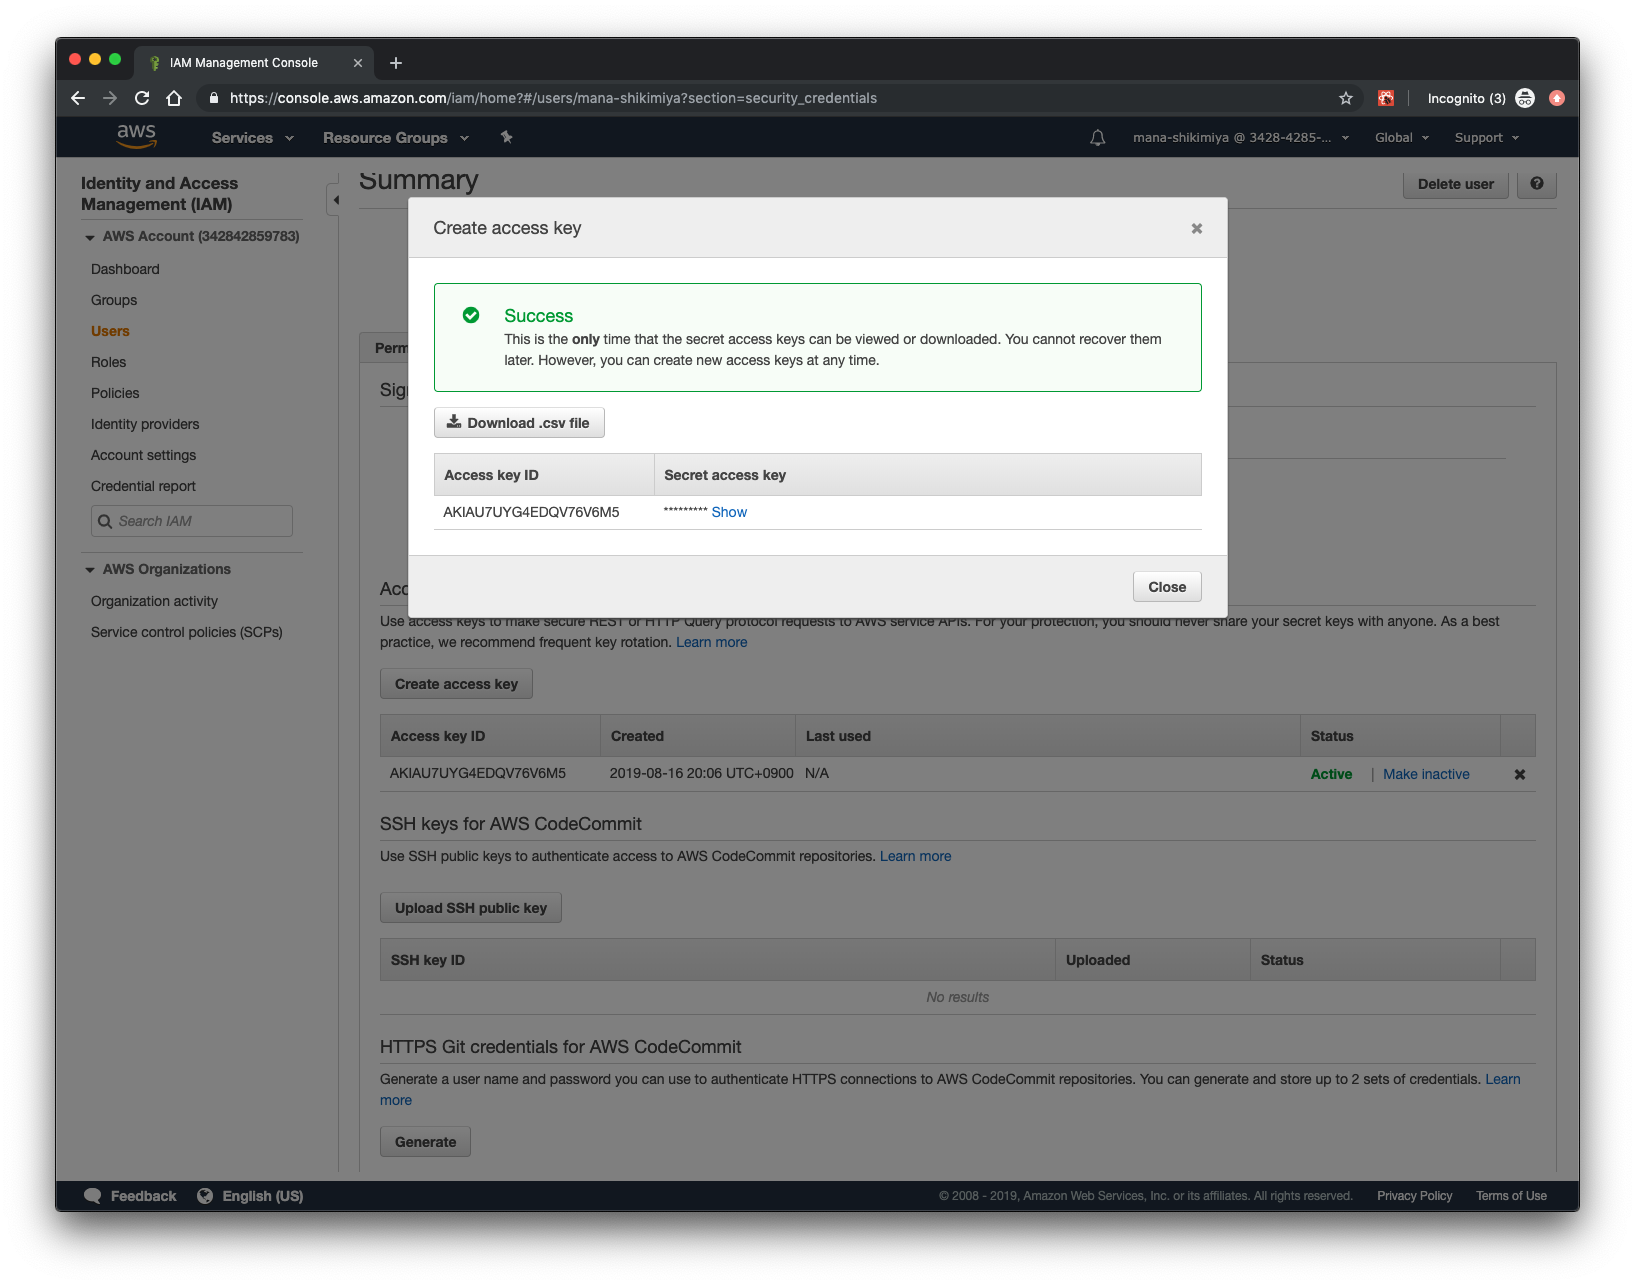 IAM Management Console
https://console.aws.amazon.com/iam/home?#/users/mana-shikimiya?section=security_credentials
Incognito (3)
aws
Services
Resource Groups
mana-shikimiya @ 3428-4285-...
Global
Support
Identity and Access
Management (IAM)
AWS Account (342842859783)
Dashboard
Groups
Users
Roles
Policies
Identity providers
Account settings
Credential report
Search IAM
AWS Organizations
Organization activity
Service control policies (SCPs)
Summary
Delete user
Create access key
Success
This is the only time that the secret access keys can be viewed or downloaded. You cannot recover them
later. However, you can create new access keys at any time.
Download .csv file
Access key ID Secret access key
AKIAU7UYG4EDQV76V6M5 ********* Show
Close
Use access keys to make secure REST or HTTP Query protocol requests to AWS service APIs. For your protection, you should never share your secret keys with anyone. As a best
practice, we recommend frequent key rotation. Learn more
Create access key
Access key ID Created Last used Status
AKIAU7UYG4EDQV76V6M5 2019-08-16 20:06 UTC+0900 N/A Active | Make inactive
SSH keys for AWS CodeCommit
Use SSH public keys to authenticate access to AWS CodeCommit repositories. Learn more
Upload SSH public key
SSH key ID Uploaded Status
No results
HTTPS Git credentials for AWS CodeCommit
Generate a user name and password you can use to authenticate HTTPS connections to AWS CodeCommit repositories. You can generate and store up to 2 sets of credentials. Learn
more
Generate
Feedback
English (US)
© 2008 - 2019, Amazon Web Services, Inc. or its affiliates. All rights reserved.
Privacy Policy
Terms of Use